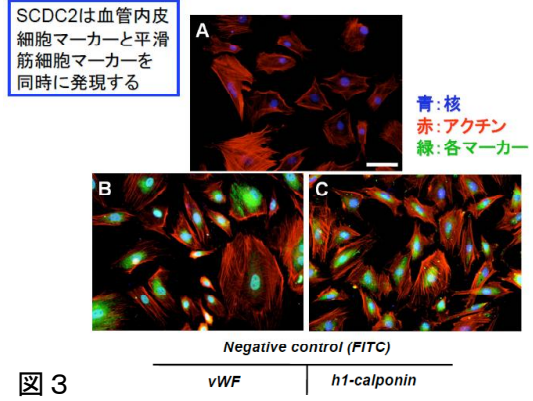 SCDC2は血管内皮
細胞マーカーと平滑
筋細胞マーカーを
同時に発現する
A
青：核
赤：アクチン
緑：各マーカー
B
C
Negative control (FITC)
vWF
h1-calponin
図３